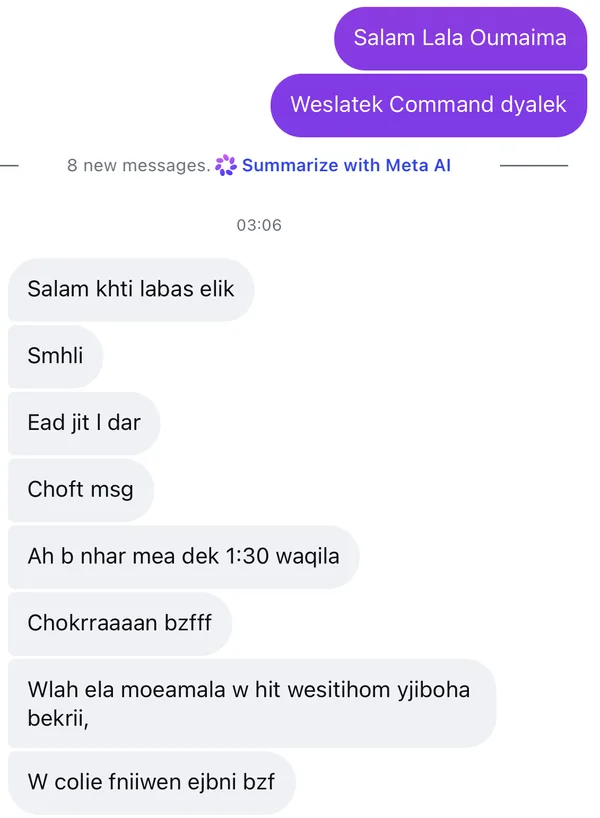 Salam Lala Oumaima
Weslatek Command dyalek
8 new messages. Summarize with Meta AI
03:06
Salam khti labas elik
Smhli
Ead jit l dar
Choft msg
Ah b nhar mea dek 1:30 waqila
Chokrraaaan bzfff
Wlah ela moeamala w hit wesitihom yjiboha
bekrii,
W colie fniiwen ejbni bzf